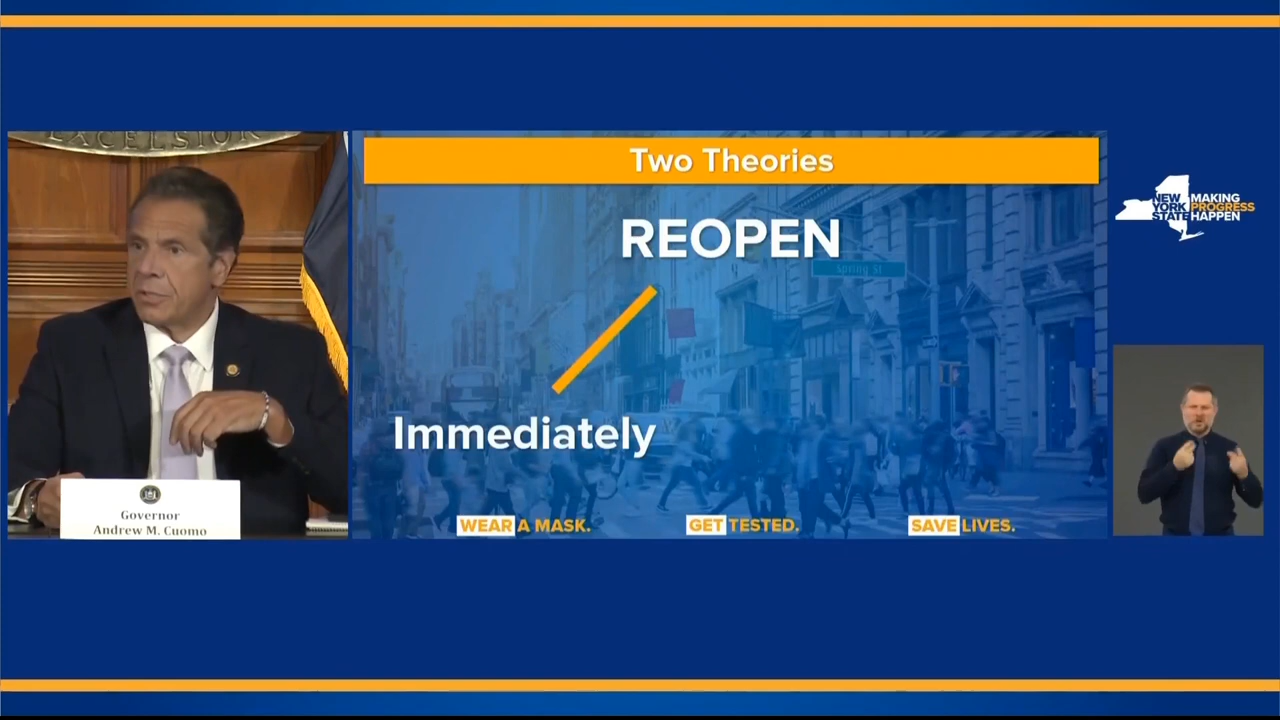 EXCELSIOR
Governor
Andrew M. Cuomo
Two Theories
REOPEN
Spring St
Immediately
WEAR A MASK.
GET TESTED.
SAVE LIVES.
NEW
YORK
STATE
MAKING
PROGRESS
HAPPEN